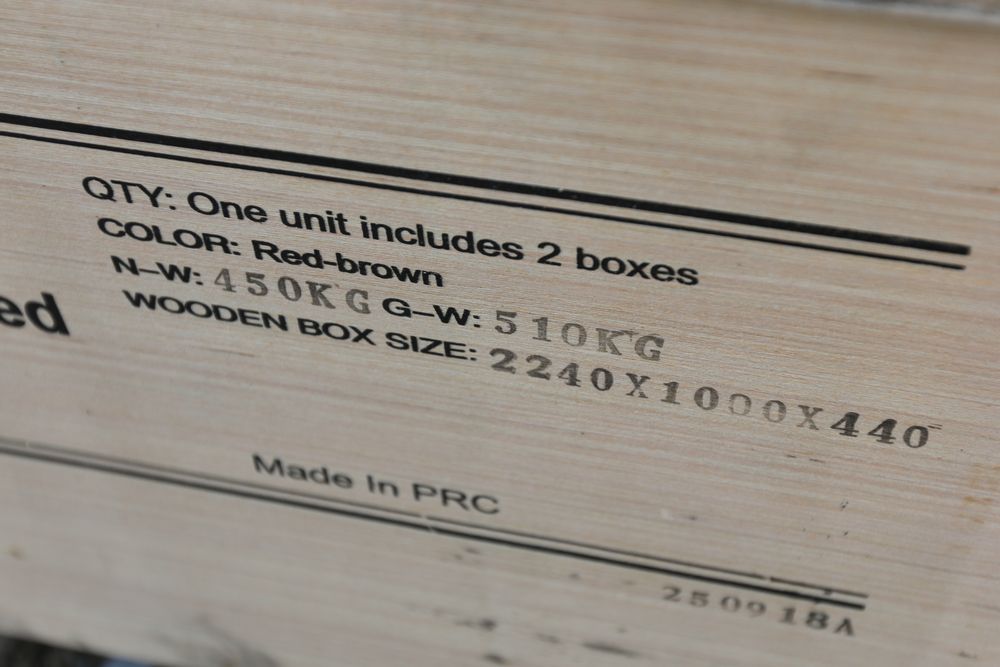 QTY: One unit includes 2 boxes
COLOR: Red-brown
N-W: 450KG G-W: 510KG
WOODEN BOX SIZE: 2240X1000X440
ed
Made In PRC
250918A